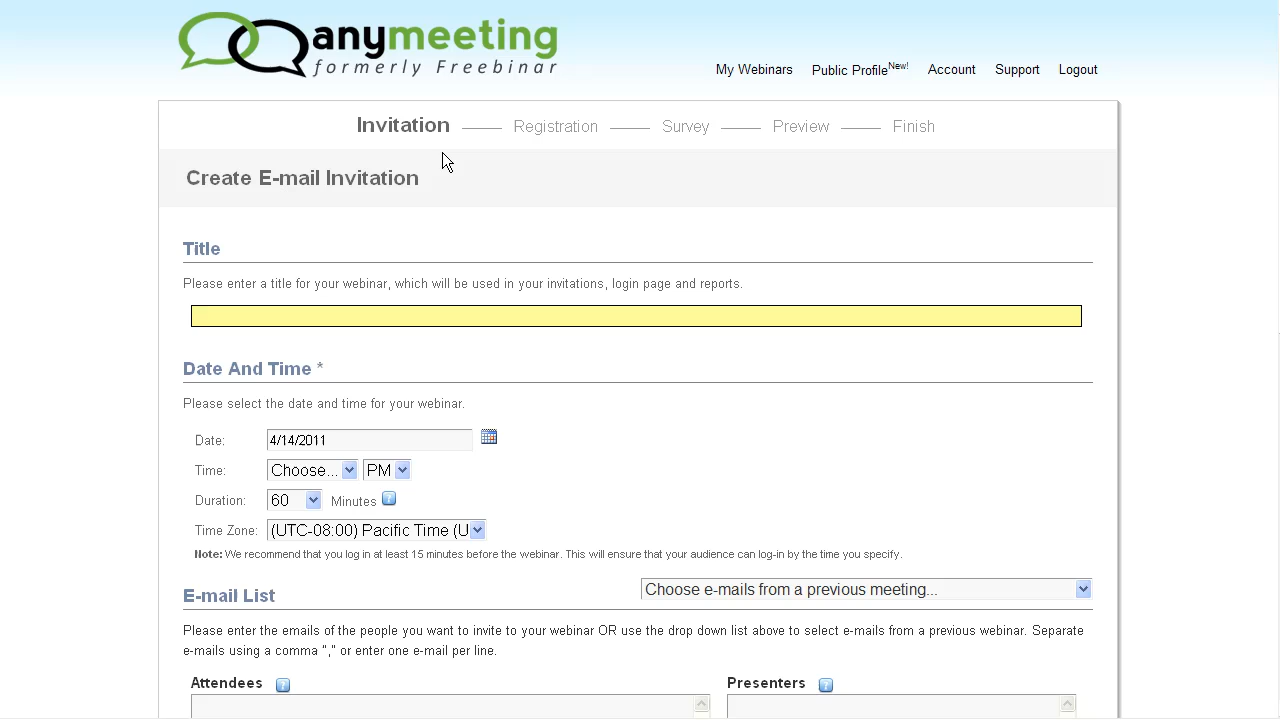 anymeeting
formerly Freebinar
My Webinars Public Profile New! Account Support Logout
Invitation Registration Survey Preview Finish
Create E-mail Invitation
Title
Please enter a title for your webinar, which will be used in your invitations, login page and reports.
Date And Time *
Please select the date and time for your webinar.
Date: 4/14/2011
Time: Choose... PM
Duration: 60 Minutes
Time Zone: (UTC-08:00) Pacific Time (U
Note: We recommend that you log in at least 15 minutes before the webinar. This will ensure that your audience can log-in by the time you specify.
E-mail List Choose e-mails from a previous meeting...
Please enter the emails of the people you want to invite to your webinar OR use the drop down list above to select e-mails from a previous webinar. Separate
e-mails using a comma "," or enter one e-mail per line.
Attendees Presenters